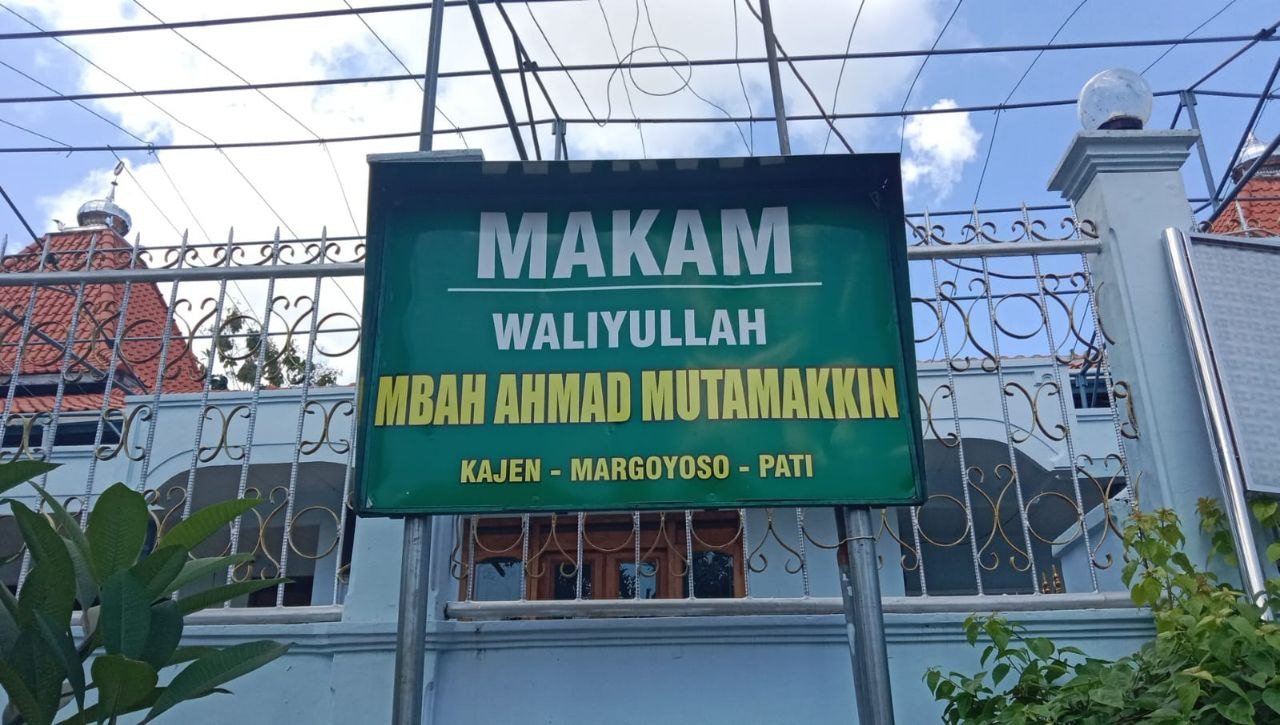 MAKAM
WALIYULLAH
MBAH AHMAD MUTAMAKKIN
KAJEN - MARGOYOSO - PATI